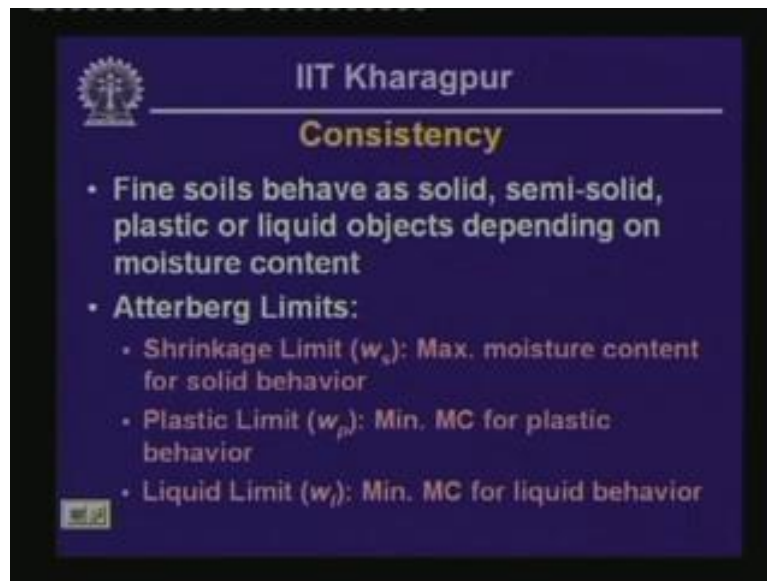 IIT Kharagpur
Consistency
• Fine soils behave as solid, semi-solid,
plastic or liquid objects depending on
moisture content
• Atterberg Limits:
• Shrinkage Limit (wₛ): Max. moisture content
for solid behavior
• Plastic Limit (wₚ): Min. MC for plastic
behavior
• Liquid Limit (wₗ): Min. MC for liquid behavior